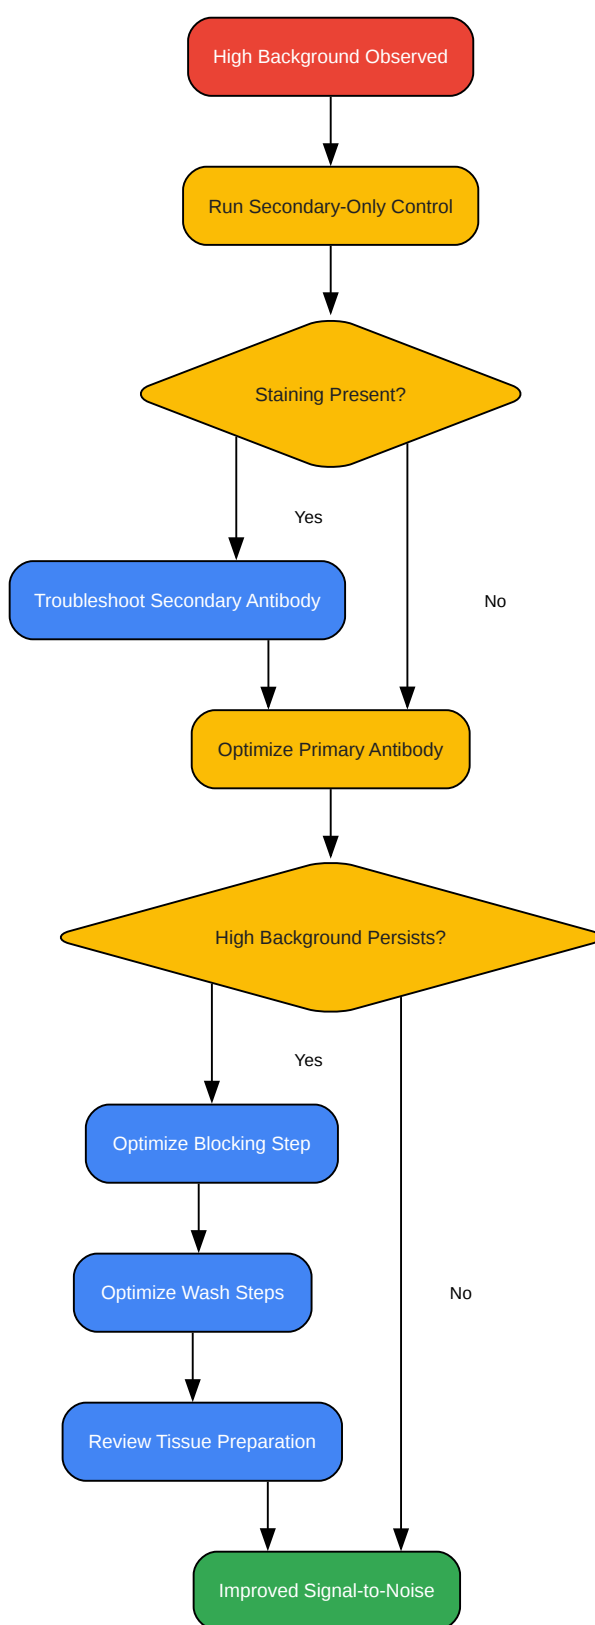 High Background Observed
Run Secondary-Only Control
Staining Present?
Yes
Troubleshoot Secondary Antibody
No
Optimize Primary Antibody
High Background Persists?
Yes
Optimize Blocking Step
Optimize Wash Steps
No
Review Tissue Preparation
Improved Signal-to-Noise